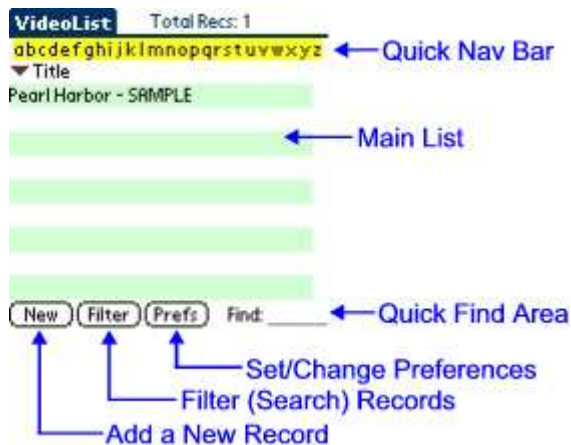 VideoList Total Recs: 1
abcdefghijklmnopqrstuvwxyz Quick Nav Bar
Title
Pearl Harbor - SAMPLE
Main List
New Filter Prefs Find: Quick Find Area
Set/Change Preferences
Filter (Search) Records
Add a New Record